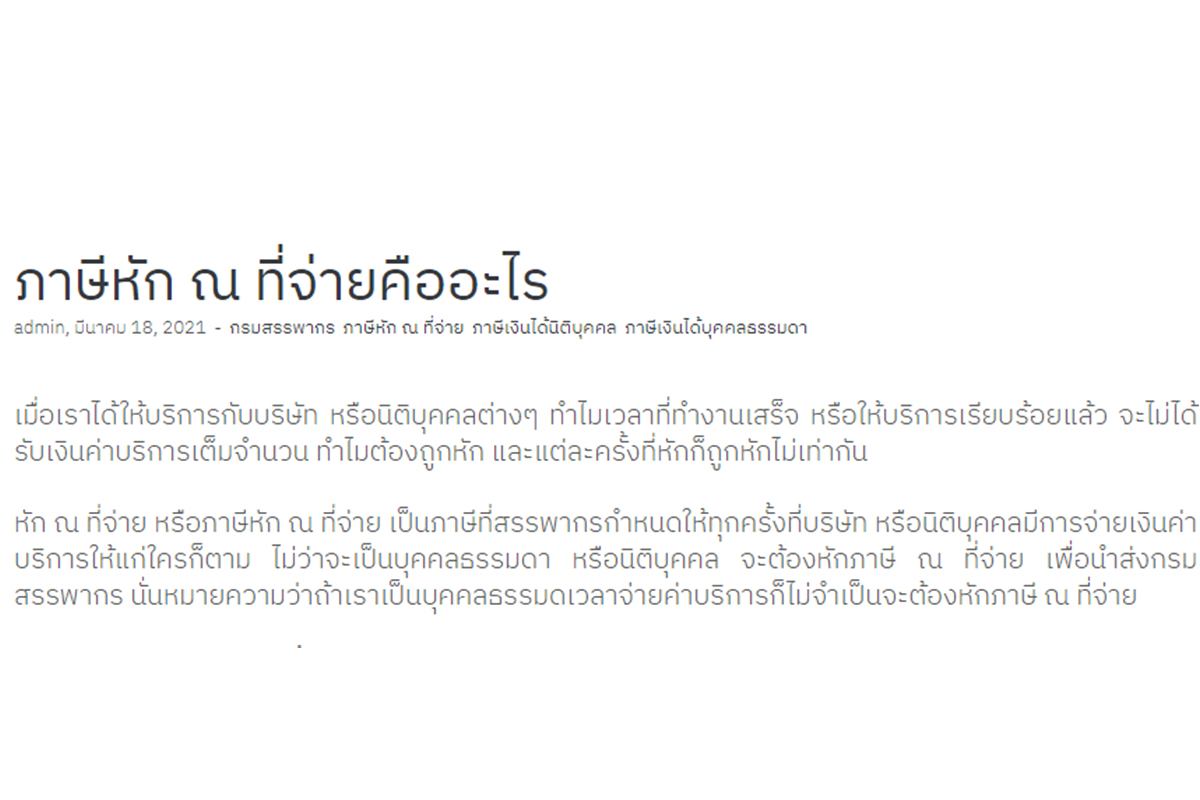 ภาษีหัก ณ ที่จ่ายคืออะไร
admin, มีนาคม 18, 2021 - กรมสรรพากร ภาษีหัก ณ ที่จ่าย ภาษีเงินได้นิติบุคคล ภาษีเงินได้บุคคลธรรมดา
เมื่อเราได้ให้บริการกับบริษัท หรือนิติบุคคลต่างๆ ทำไมเวลาที่ทำงานเสร็จ หรือให้บริการเรียบร้อยแล้ว จะไม่ได้
รับเงินค่าบริการเต็มจำนวน ทำไมต้องถูกหัก และแต่ละครั้งที่หักก็ถูกหักไม่เท่ากัน
หัก ณ ที่จ่าย หรือภาษีหัก ณ ที่จ่าย เป็นภาษีที่สรรพากรกำหนดให้ทุกครั้งที่บริษัท หรือนิติบุคคลมีการจ่ายเงินค่า
บริการให้แก่ใครก็ตาม ไม่ว่าจะเป็นบุคคลธรรมดา หรือนิติบุคคล จะต้องหักภาษี ณ ที่จ่าย เพื่อนำส่งกรม
สรรพากร นั่นหมายความว่าถ้าเราเป็นบุคคลธรรมดเวลาจ่ายค่าบริการก็ไม่จำเป็นจะต้องหักภาษี ณ ที่จ่าย
.